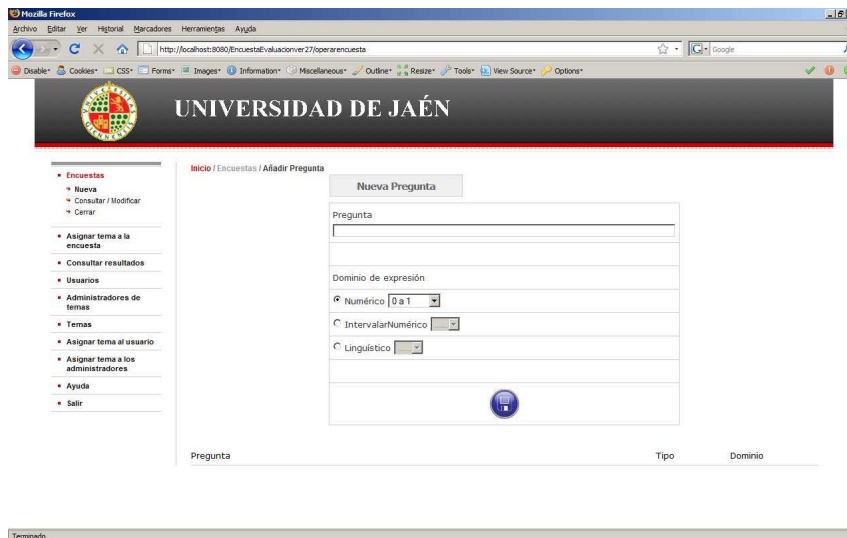 Mozilla Firefox
Archivo Editar Ver Historial Marcadores Herramientas Ayuda
http://localhost:8080/EncuestaEvaluacionver27/operarencuesta
Google
Disable Cookies CSS Forms Images Information Miscellaneous Outline Resize Tools View Source Options
UNIVERSIDAD DE JAÉN
Inicio / Encuestas / Añadir Pregunta
Encuestas
Nueva
Consultar / Modificar
Cerrar
Asignar tema a la
encuesta
Consultar resultados
Usuarios
Administradores de
temas
Temas
Asignar tema al usuario
Asignar tema a los
administradores
Ayuda
Salir
Nueva Pregunta
Pregunta
Dominio de expresión
Numérico 0 a 1
IntervalarNumérico
Linguístico
Pregunta Tipo Dominio
Terminado